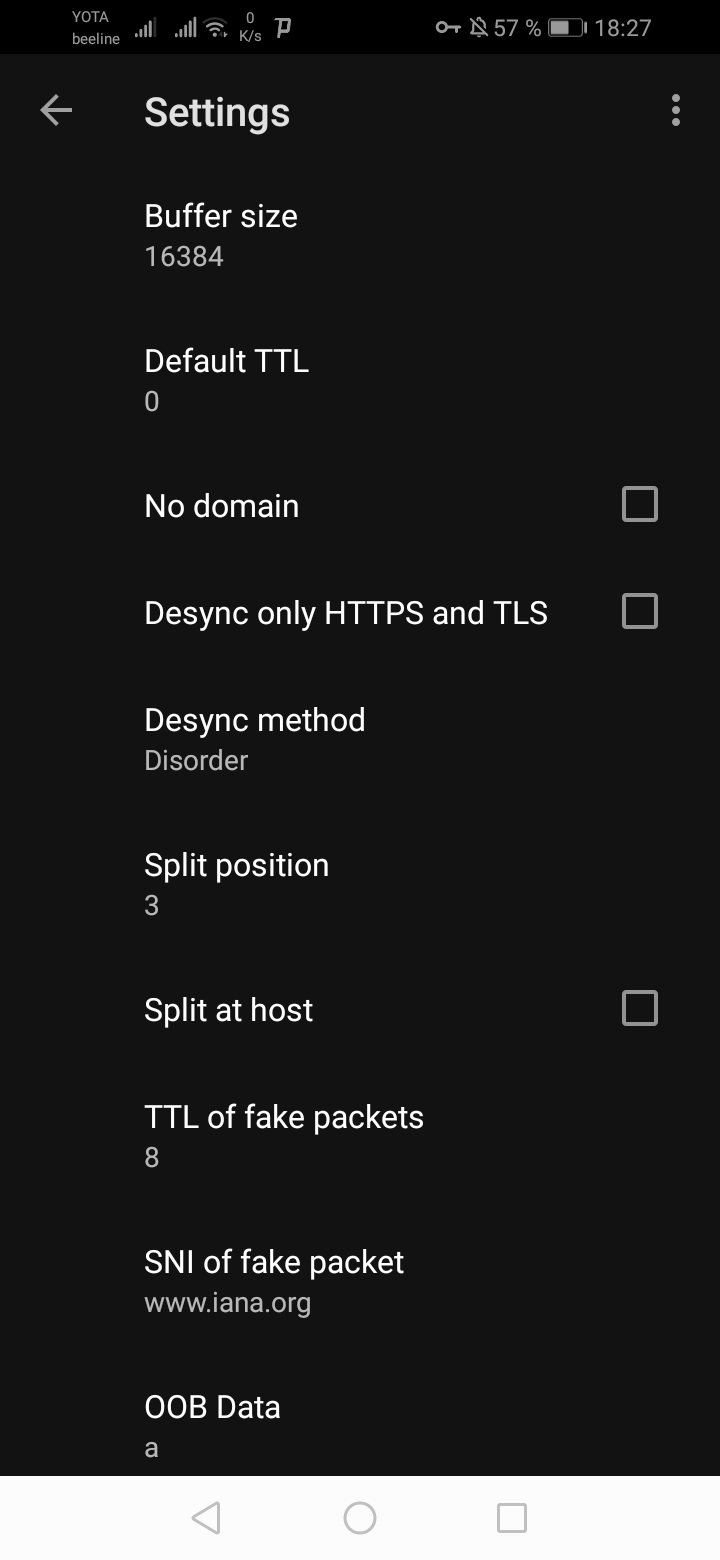 YOTA
beeline
0
K/s
57 %
18:27
Settings
Buffer size
16384
Default TTL
0
No domain
Desync only HTTPS and TLS
Desync method
Disorder
Split position
3
Split at host
TTL of fake packets
8
SNI of fake packet
www.iana.org
OOB Data
a